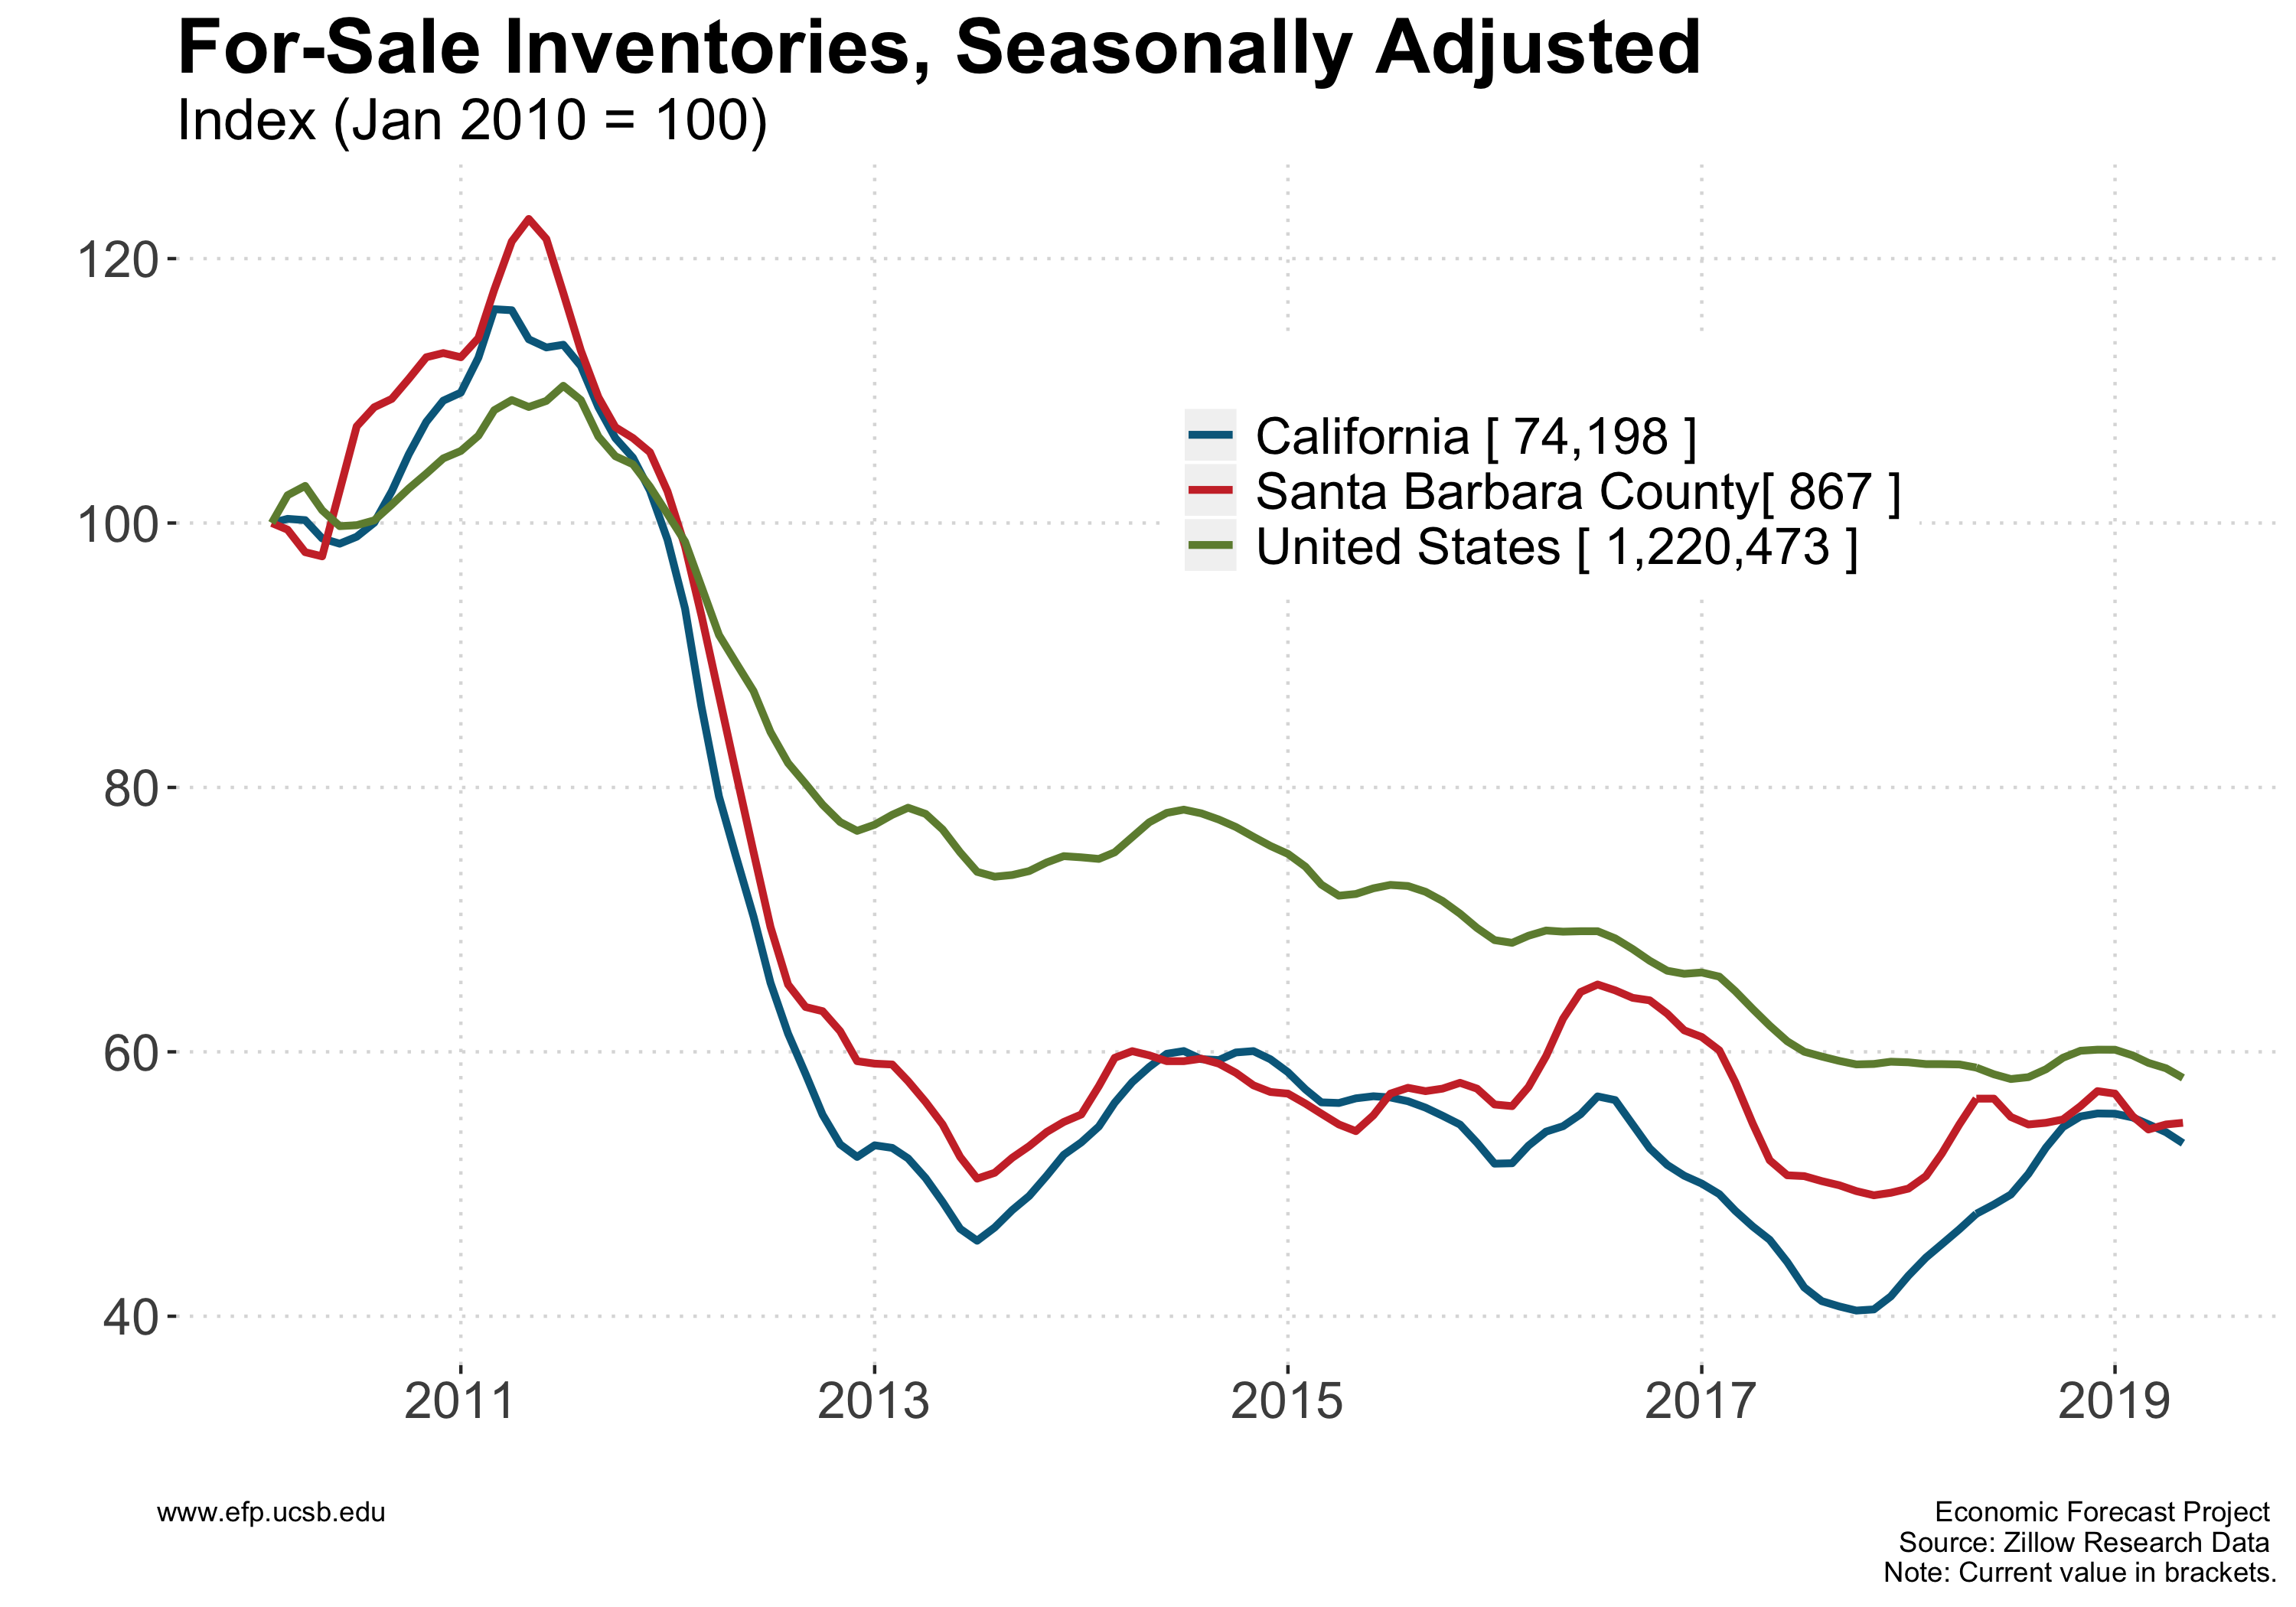 For-Sale Inventories, Seasonally Adjusted
Index (Jan 2010 = 100)
120
100
80
60
40
California [ 74,198 ]
Santa Barbara County[ 867 ]
United States [ 1,220,473 ]
2011 2013 2015 2017 2019
www.efp.ucsb.edu
Economic Forecast Project
Source: Zillow Research Data
Note: Current value in brackets.